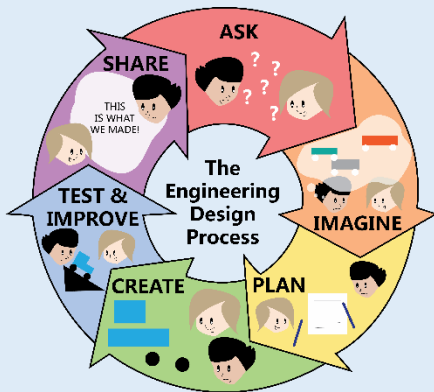 ASK
?
?
?
?
?
IMAGINE
PLAN
CREATE
TEST &
IMPROVE
SHARE
THIS
IS WHAT
WE MADE!
The
Engineering
Design
Process